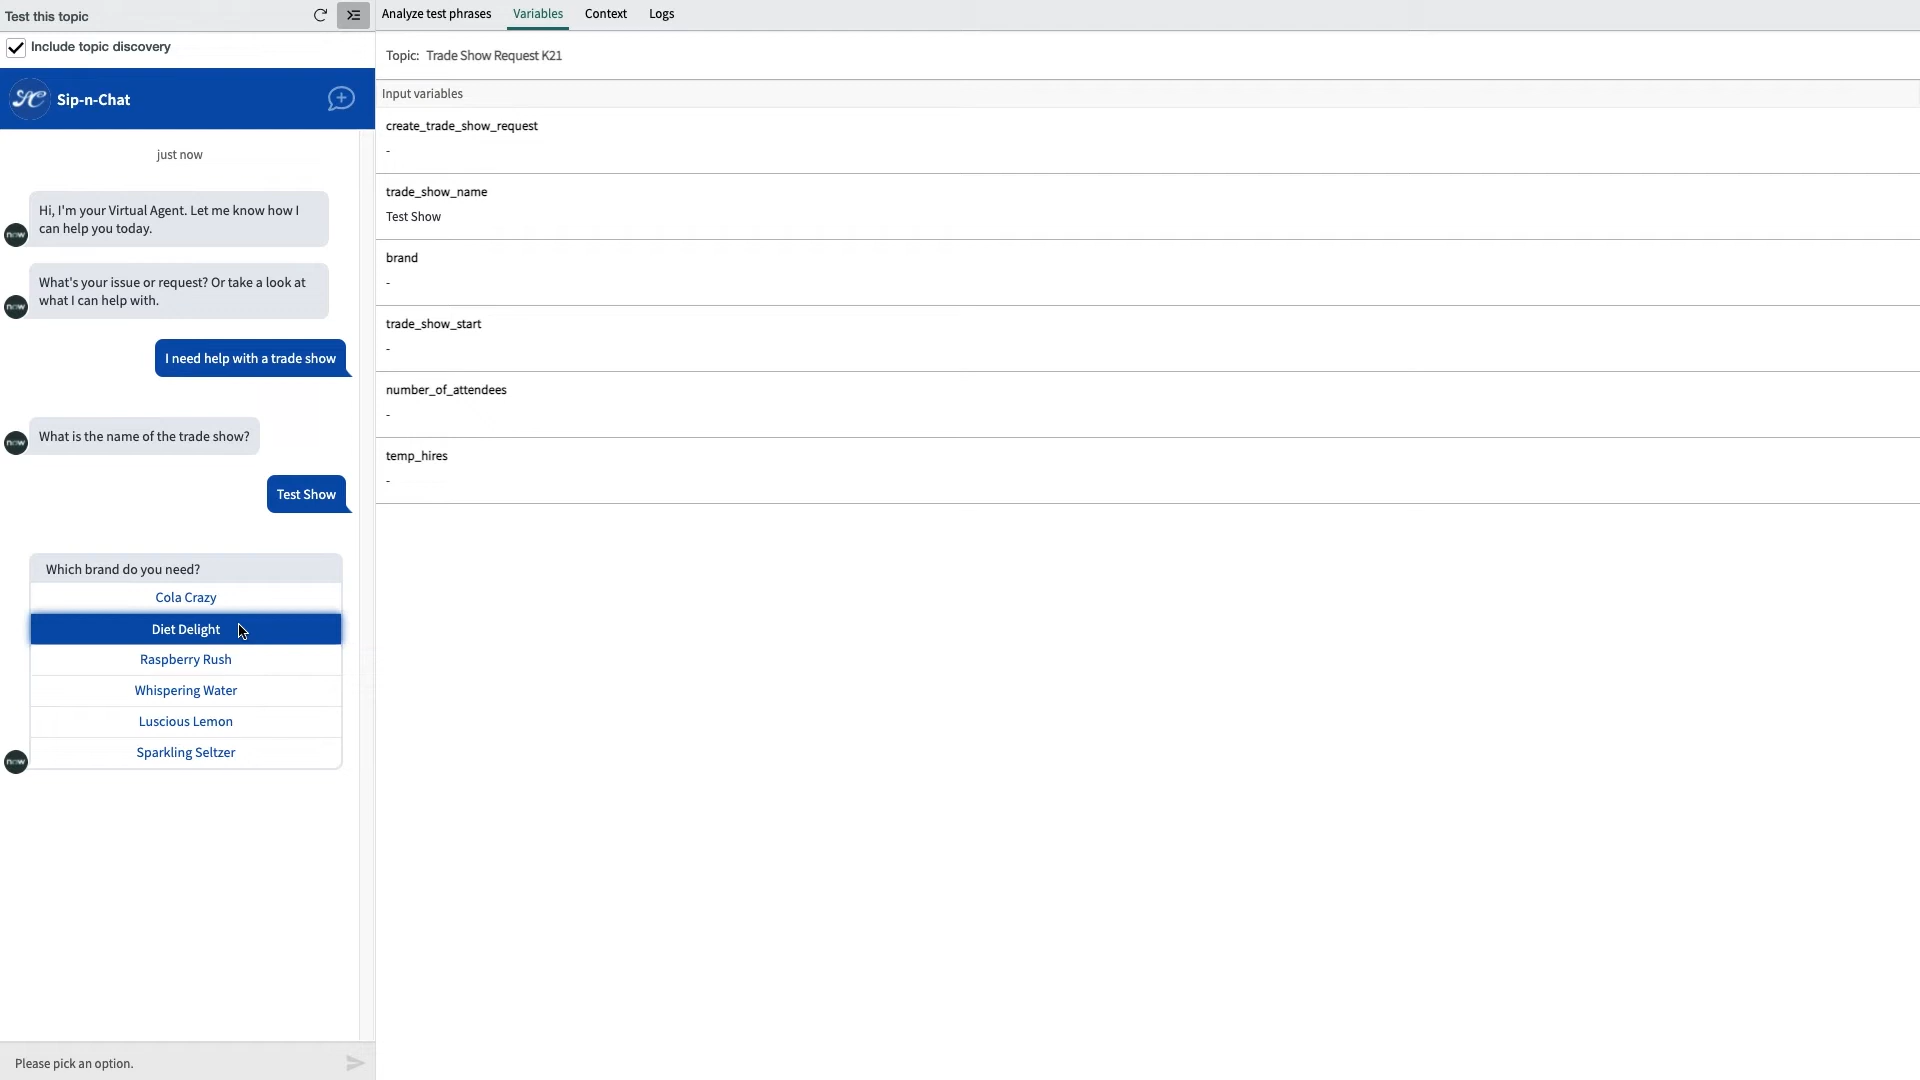 Test this topic
Include topic discovery
Sip-n-Chat
just now
Hi, I'm your Virtual Agent. Let me know how I
can help you today.
now
What's your issue or request? Or take a look at
what I can help with.
now
I need help with a trade show
What is the name of the trade show?
now
Test Show
Which brand do you need?
Cola Crazy
Diet Delight
Raspberry Rush
Whispering Water
Luscious Lemon
Sparkling Seltzer
now
Please pick an option.
Analyze test phrases
Variables
Context
Logs
Topic: Trade Show Request K21
Input variables
create_trade_show_request
-
trade_show_name
Test Show
brand
-
trade_show_start
-
number_of_attendees
-
temp_hires
-